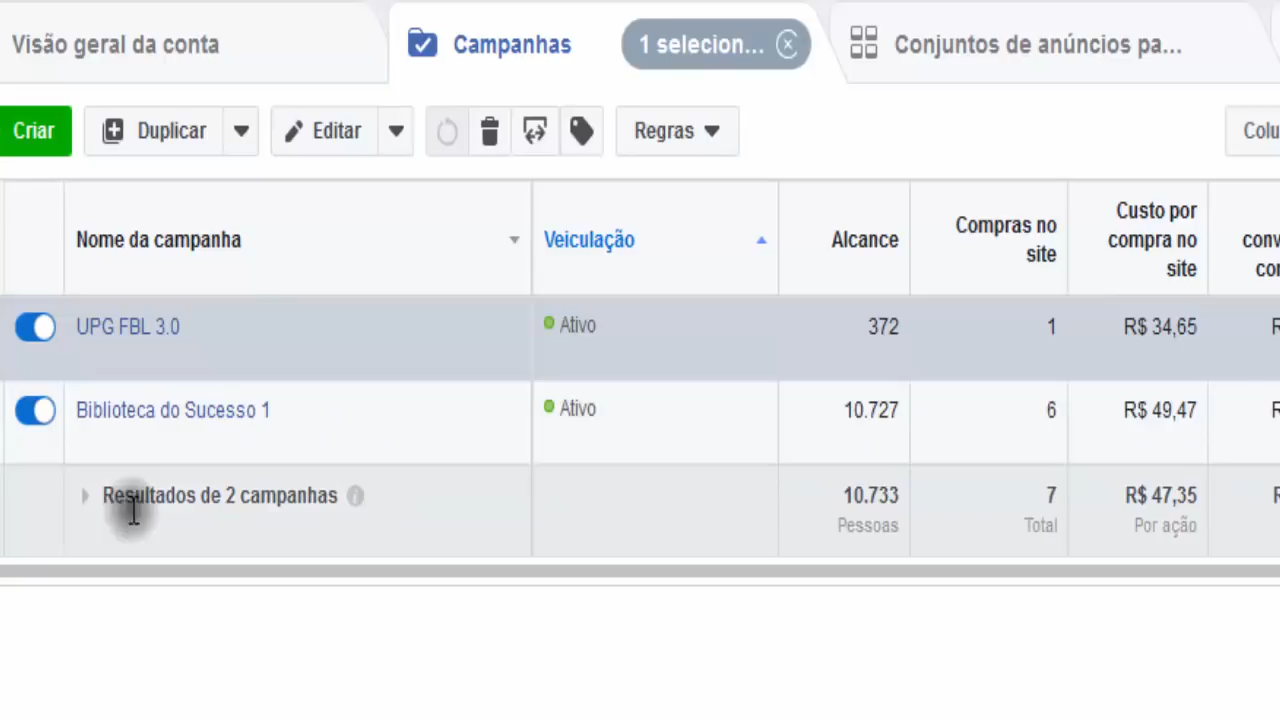 Visão geral da conta
Campanhas
1 selecion...
Conjuntos de anúncios pa...
Criar
Duplicar
Editar
Regras
Colu
Nome da campanha
Veiculação
Alcance
Compras no
site
Custo por
compra no
site
conv
cor
UPG FBL 3.0
Ativo
372
1
R$ 34,65
R
Biblioteca do Sucesso 1
Ativo
10.727
6
R$ 49,47
R
Resultados de 2 campanhas
10.733
Pessoas
7
Total
R$ 47,35
Por ação
R